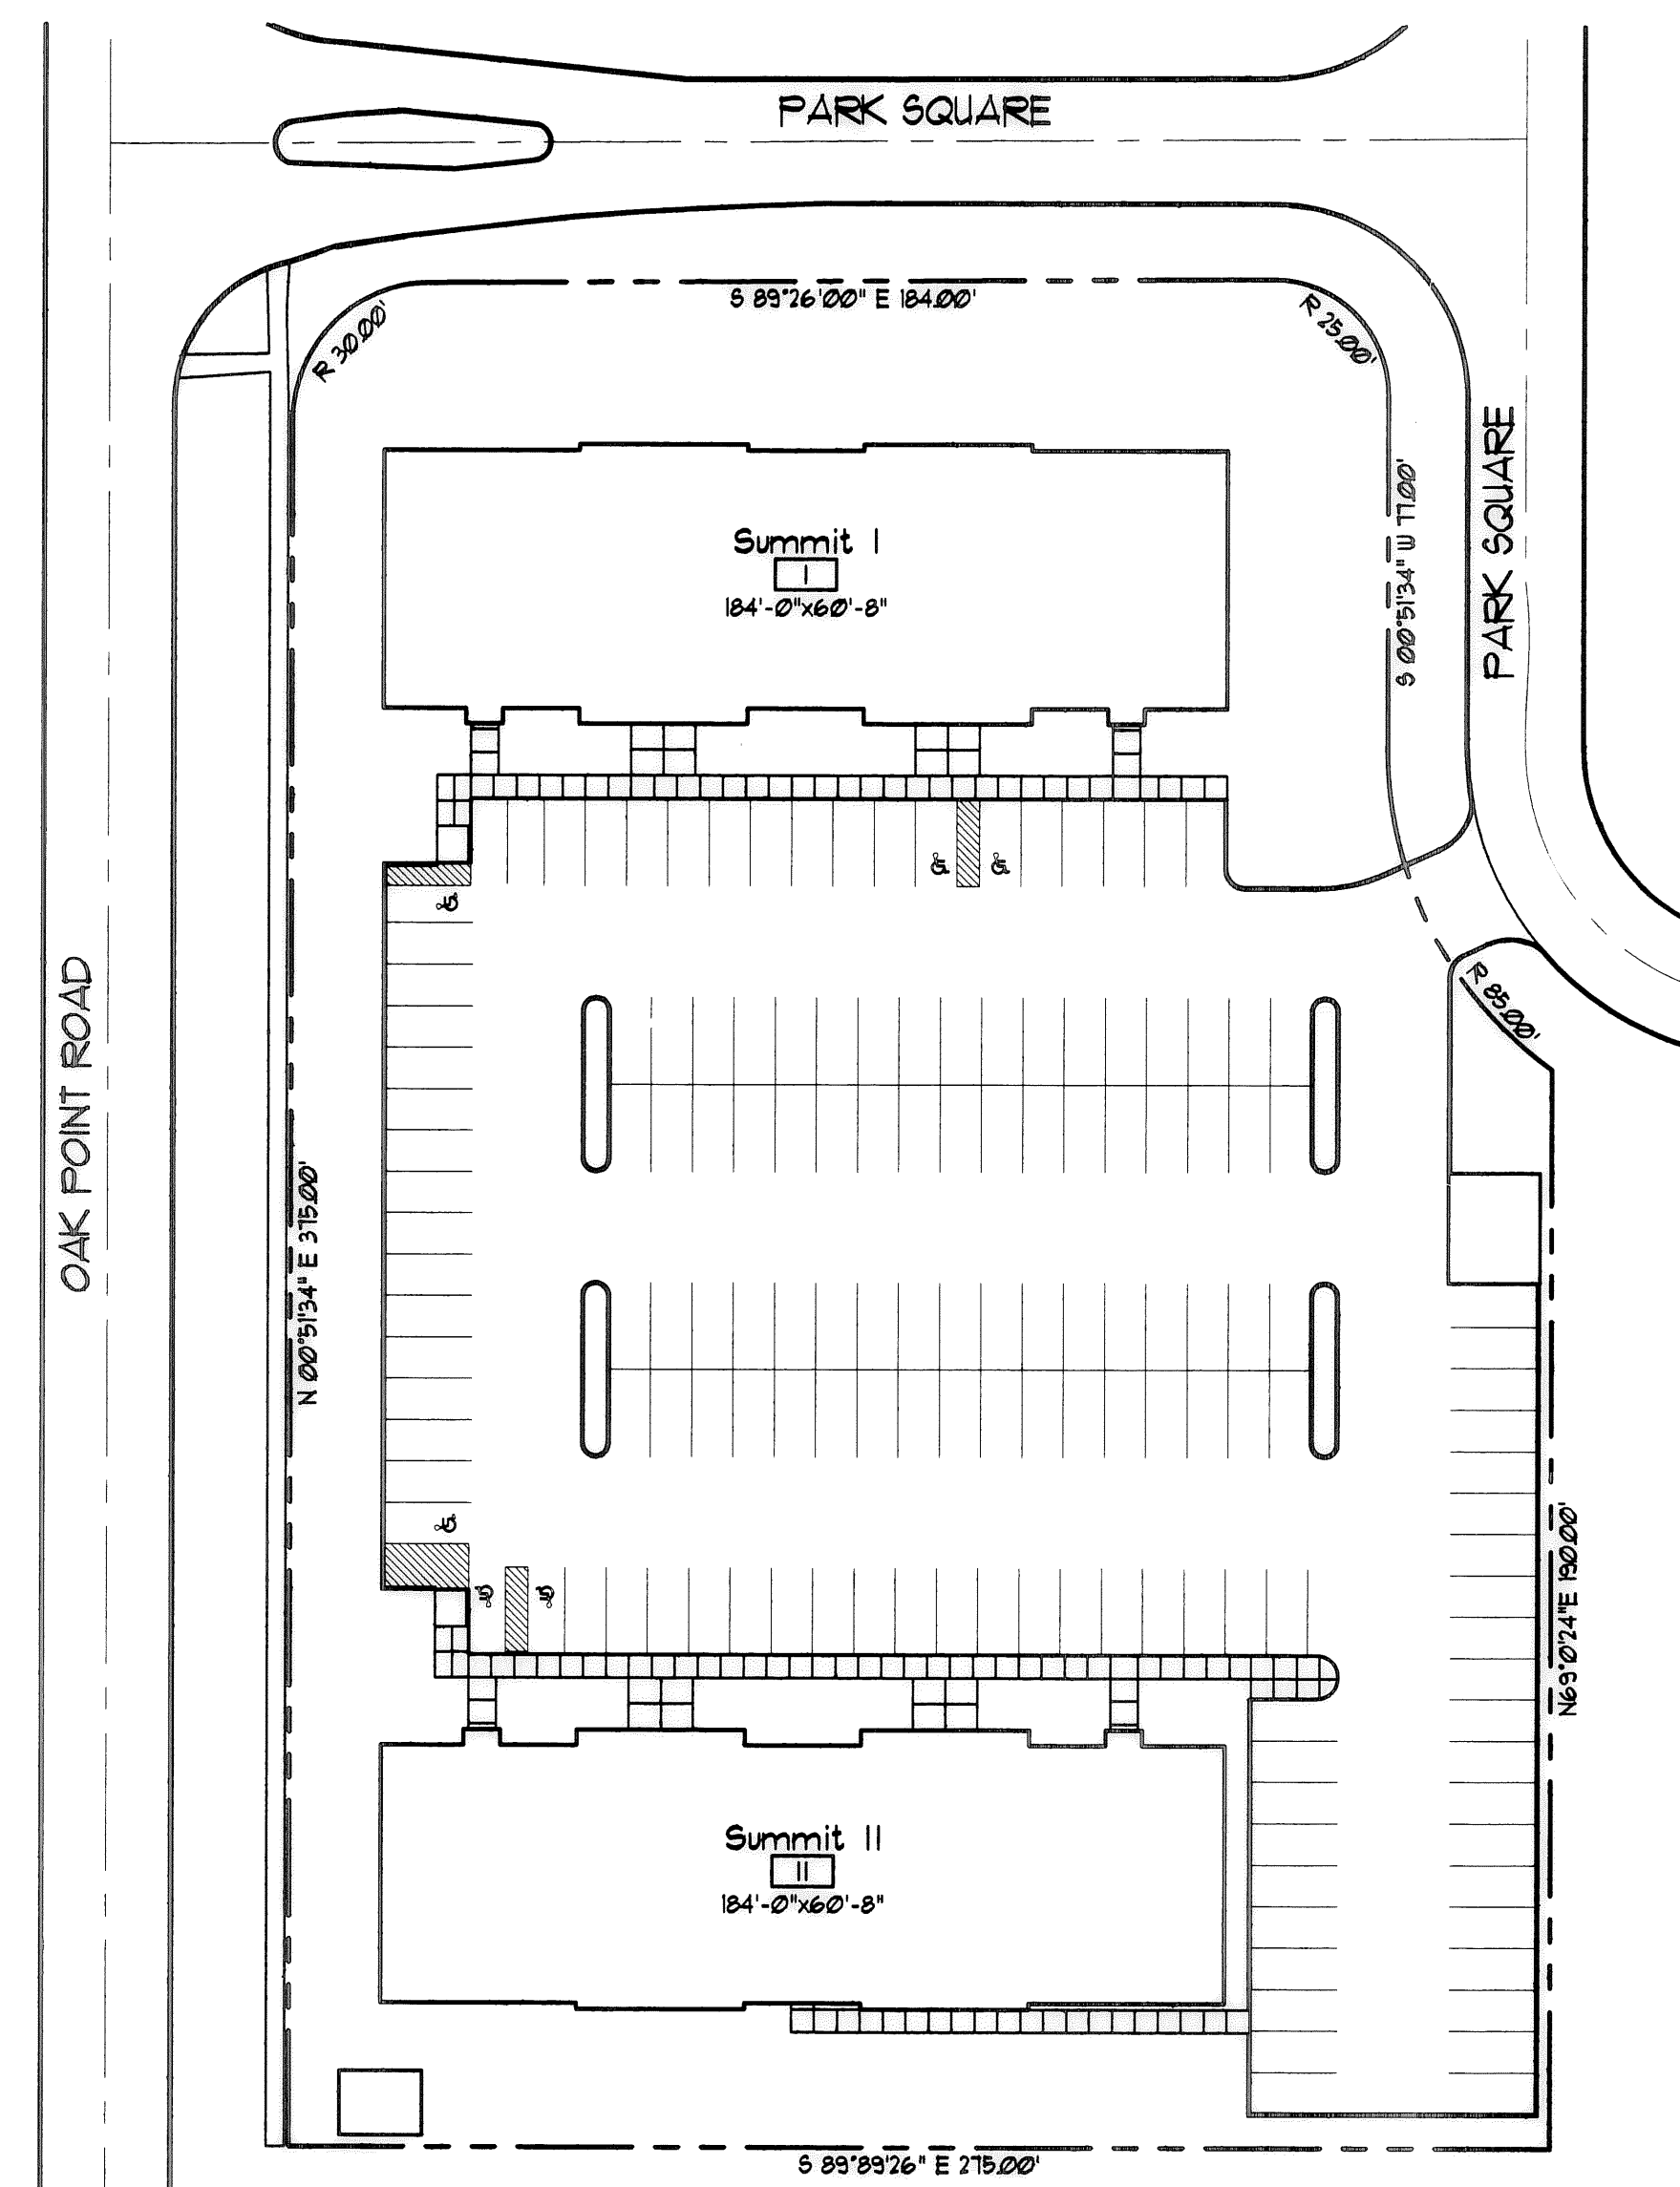 PARK SQUARE
S 89°26'00" E 184.00'
R 30.00'
R 25.00'
S 00°51'34" W 77.00'
PARK SQUARE
Summit I
I
184'-0"x60'-8"
OAK POINT ROAD
N 00°51'34" E 375.00'
R 85.00'
N69°0'24"E 190.00'
Summit II
II
184'-0"x60'-8"
S 89°89'26" E 275.00'